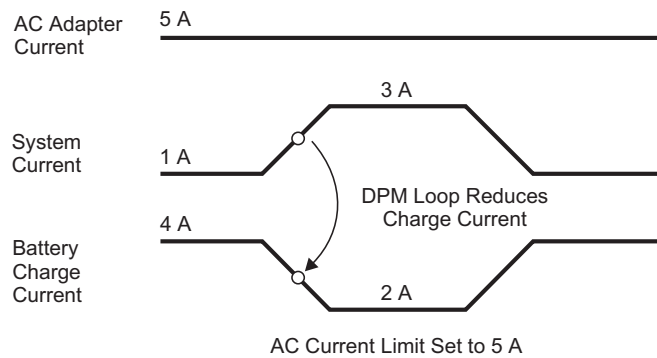 AC Adapter
Current
5 A
System
Current
1 A
3 A
DPM Loop Reduces
Charge Current
Battery
Charge
Current
4 A
2 A
AC Current Limit Set to 5 A